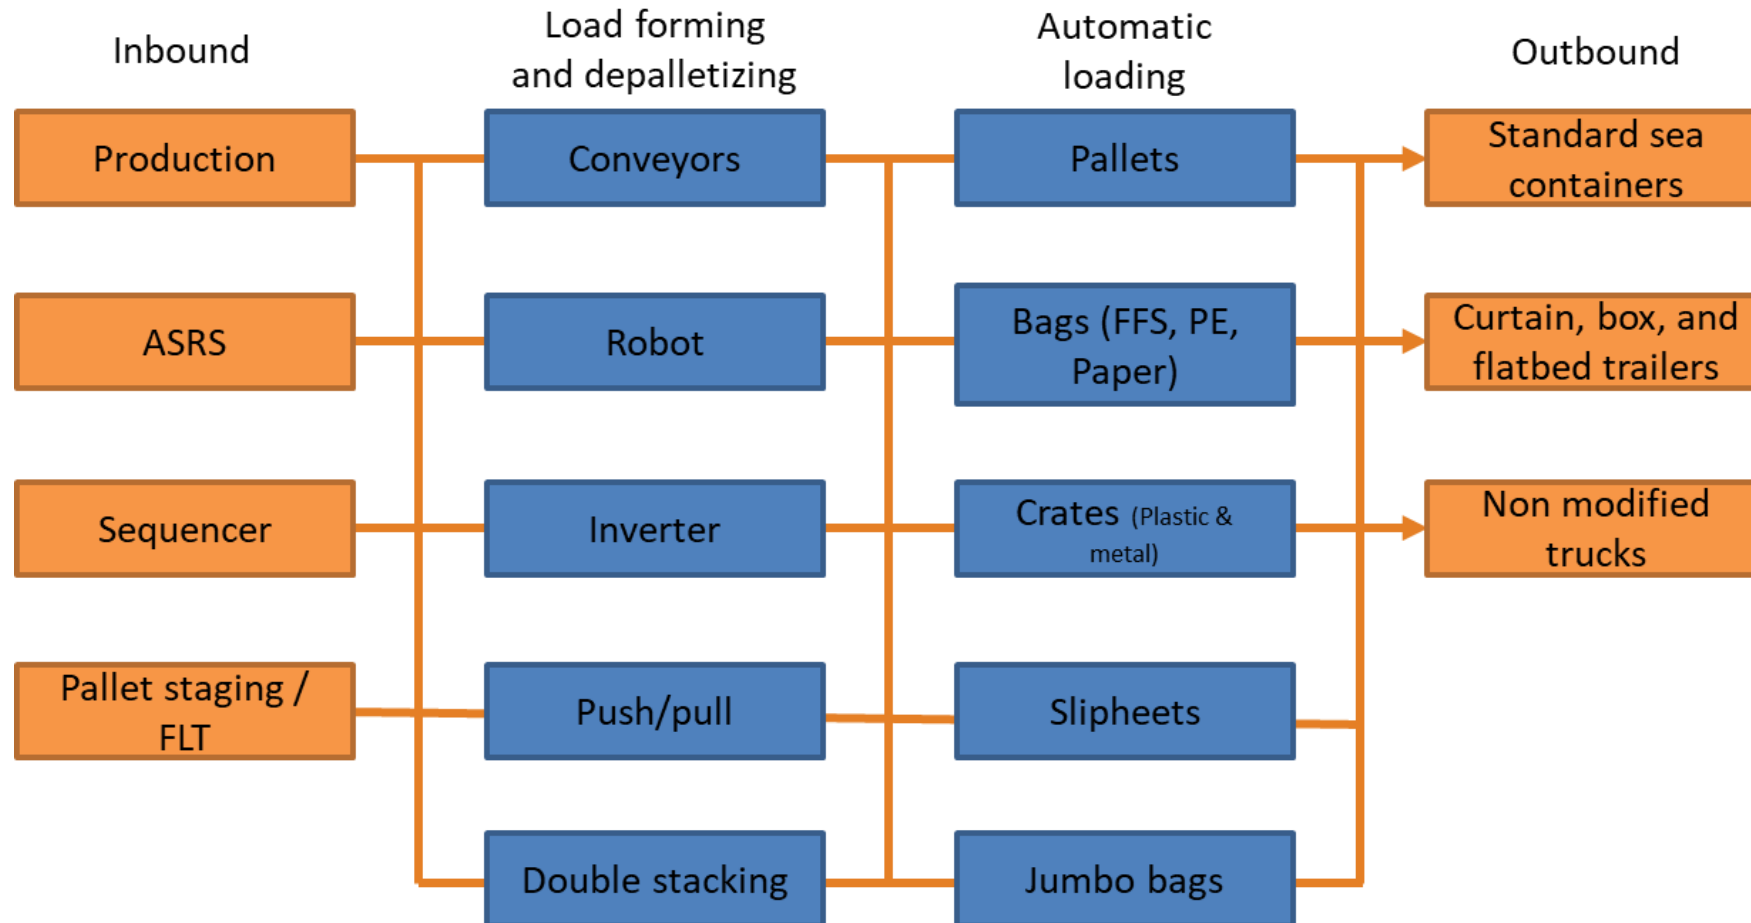 Inbound
Load forming
and depalletizing
Automatic
loading
Outbound
Production
Conveyors
Pallets
Standard sea
containers
ASRS
Robot
Bags (FFS, PE,
Paper)
Curtain, box, and
flatbed trailers
Sequencer
Inverter
Crates (Plastic &
metal)
Non modified
trucks
Pallet staging /
FLT
Push/pull
Slipheets
Double stacking
Jumbo bags